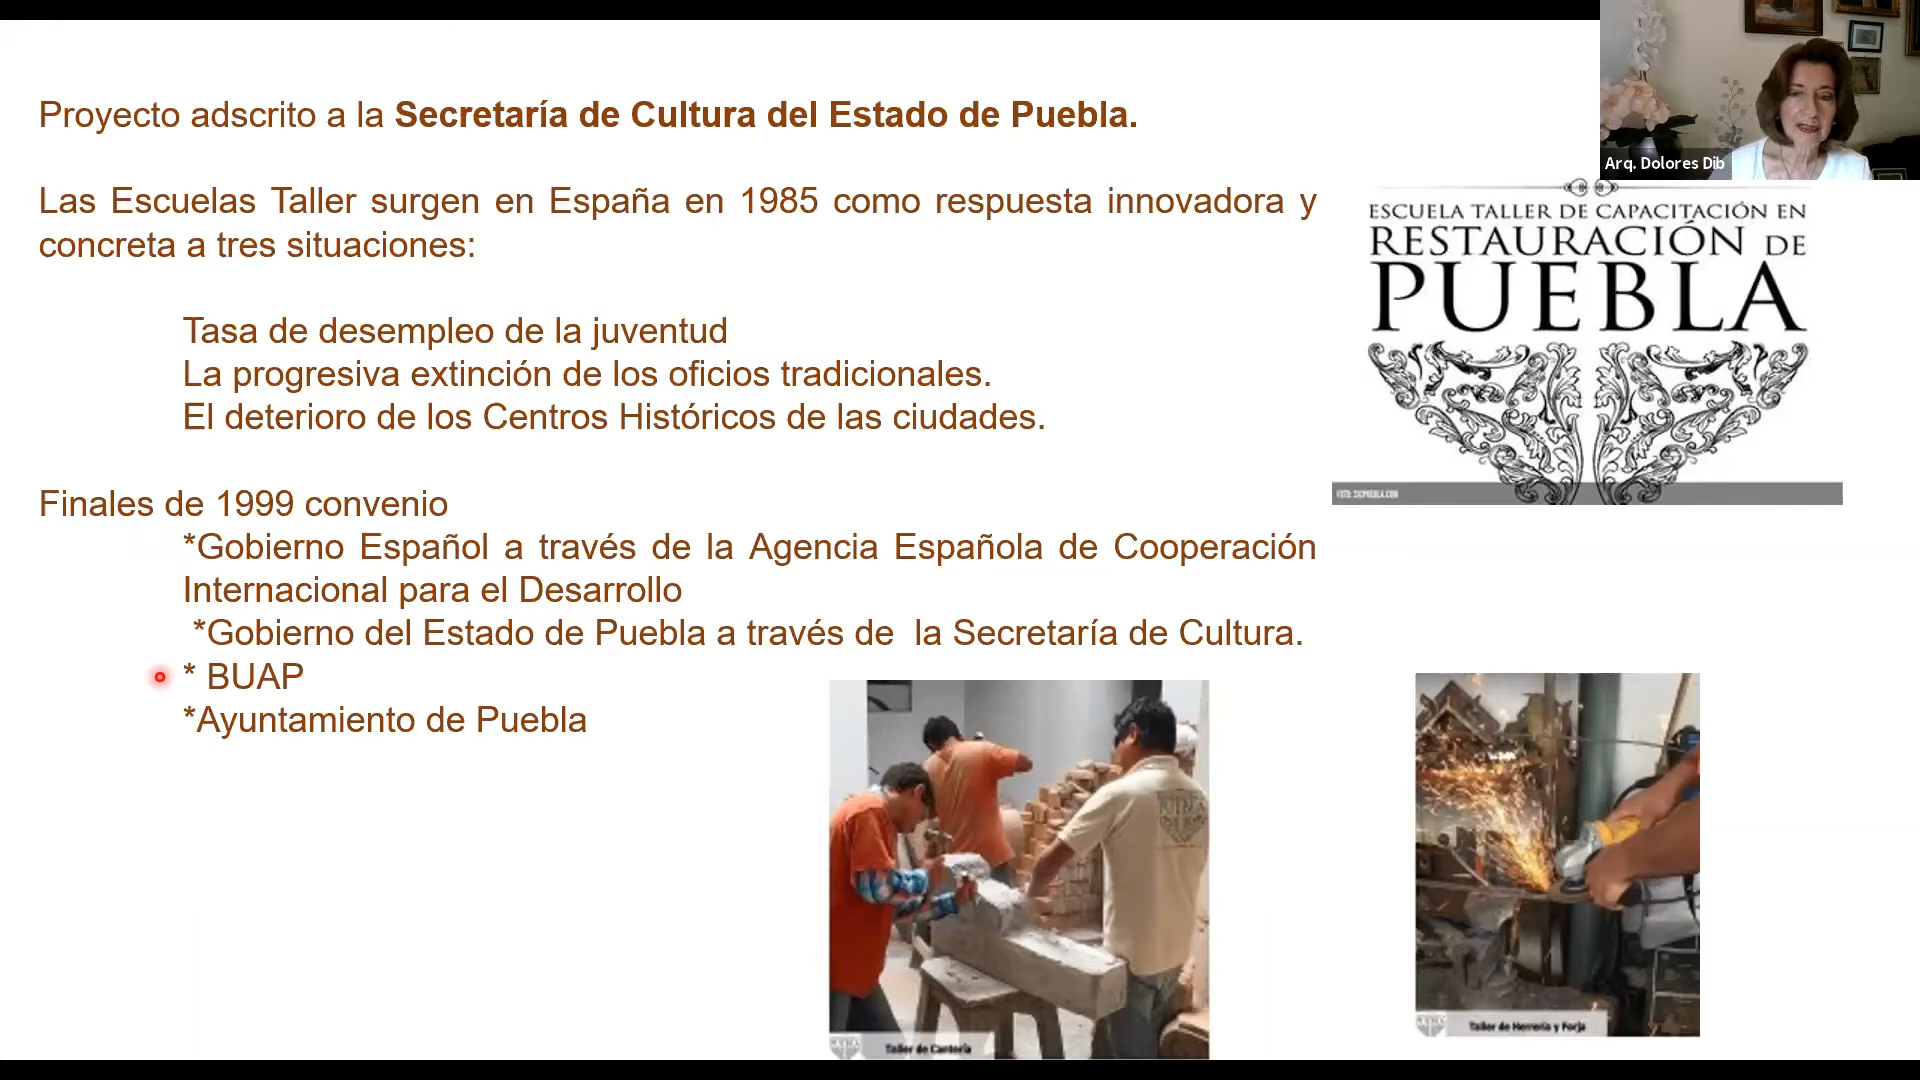 Proyecto adscrito a la Secretaría de Cultura del Estado de Puebla.
Las Escuelas Taller surgen en España en 1985 como respuesta innovadora y
concreta a tres situaciones:
Tasa de desempleo de la juventud
La progresiva extinción de los oficios tradicionales.
El deterioro de los Centros Históricos de las ciudades.
Finales de 1999 convenio
*Gobierno Español a través de la Agencia Española de Cooperación
Internacional para el Desarrollo
*Gobierno del Estado de Puebla a través de la Secretaría de Cultura.
* BUAP
*Ayuntamiento de Puebla
Arq. Dolores Dib
ESCUELA TALLER DE CAPACITACIÓN EN
RESTAURACIÓN DE
PUEBLA
PUEBLA
Taller de Cantería
Taller de Herrería y Forja